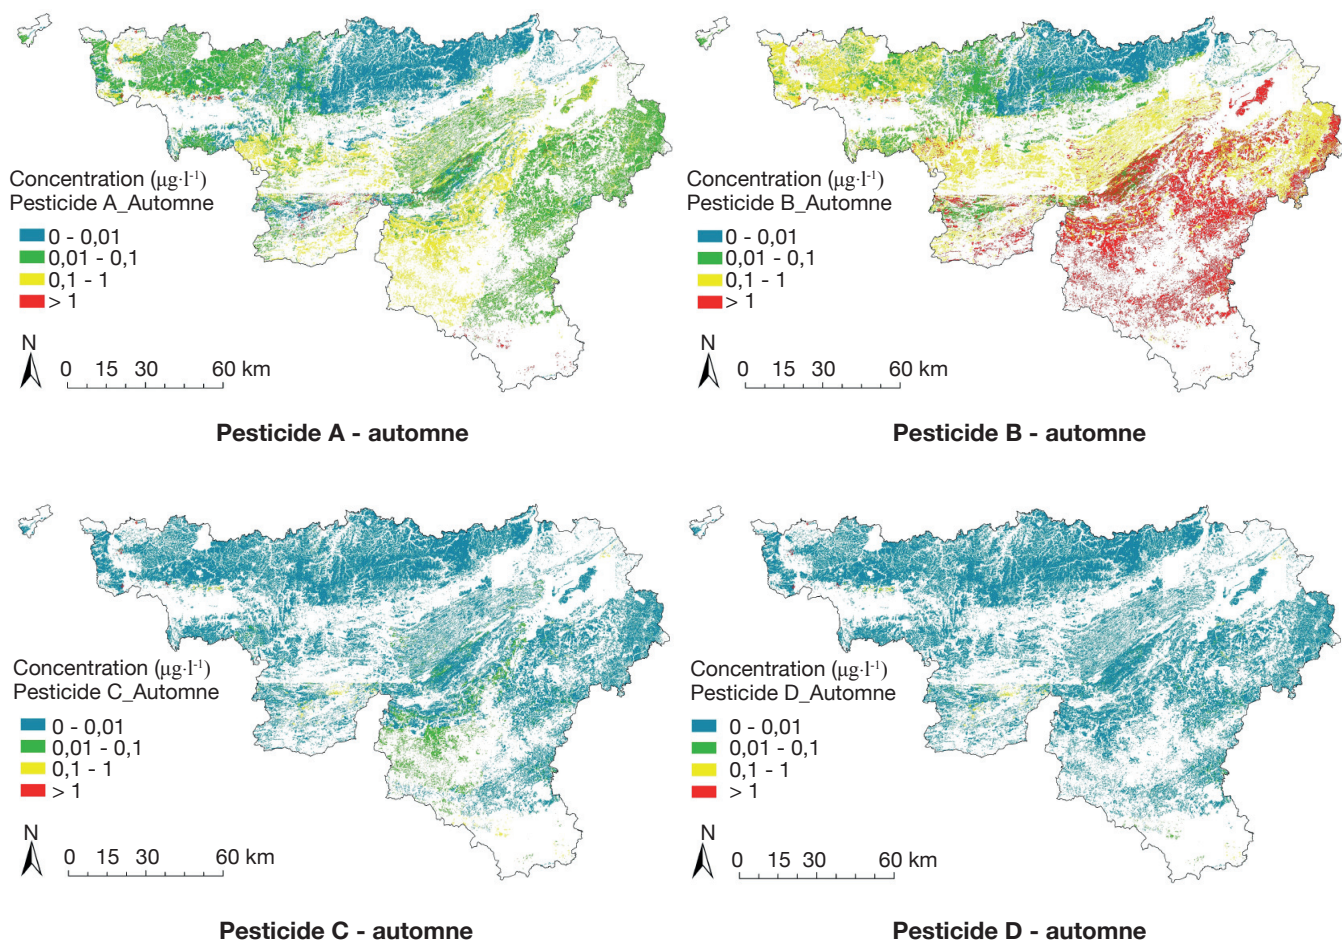 Concentration (µg·l⁻¹)
Pesticide A_Automne
0 - 0,01
0,01 - 0,1
0,1 - 1
> 1
N
0 15 30 60 km
Pesticide A - automne
Concentration (µg·l⁻¹)
Pesticide B_Automne
0 - 0,01
0,01 - 0,1
0,1 - 1
> 1
N
0 15 30 60 km
Pesticide B - automne
Concentration (µg·l⁻¹)
Pesticide C_Automne
0 - 0,01
0,01 - 0,1
0,1 - 1
> 1
N
0 15 30 60 km
Pesticide C - automne
Concentration (µg·l⁻¹)
Pesticide D_Automne
0 - 0,01
0,01 - 0,1
0,1 - 1
> 1
N
0 15 30 60 km
Pesticide D - automne